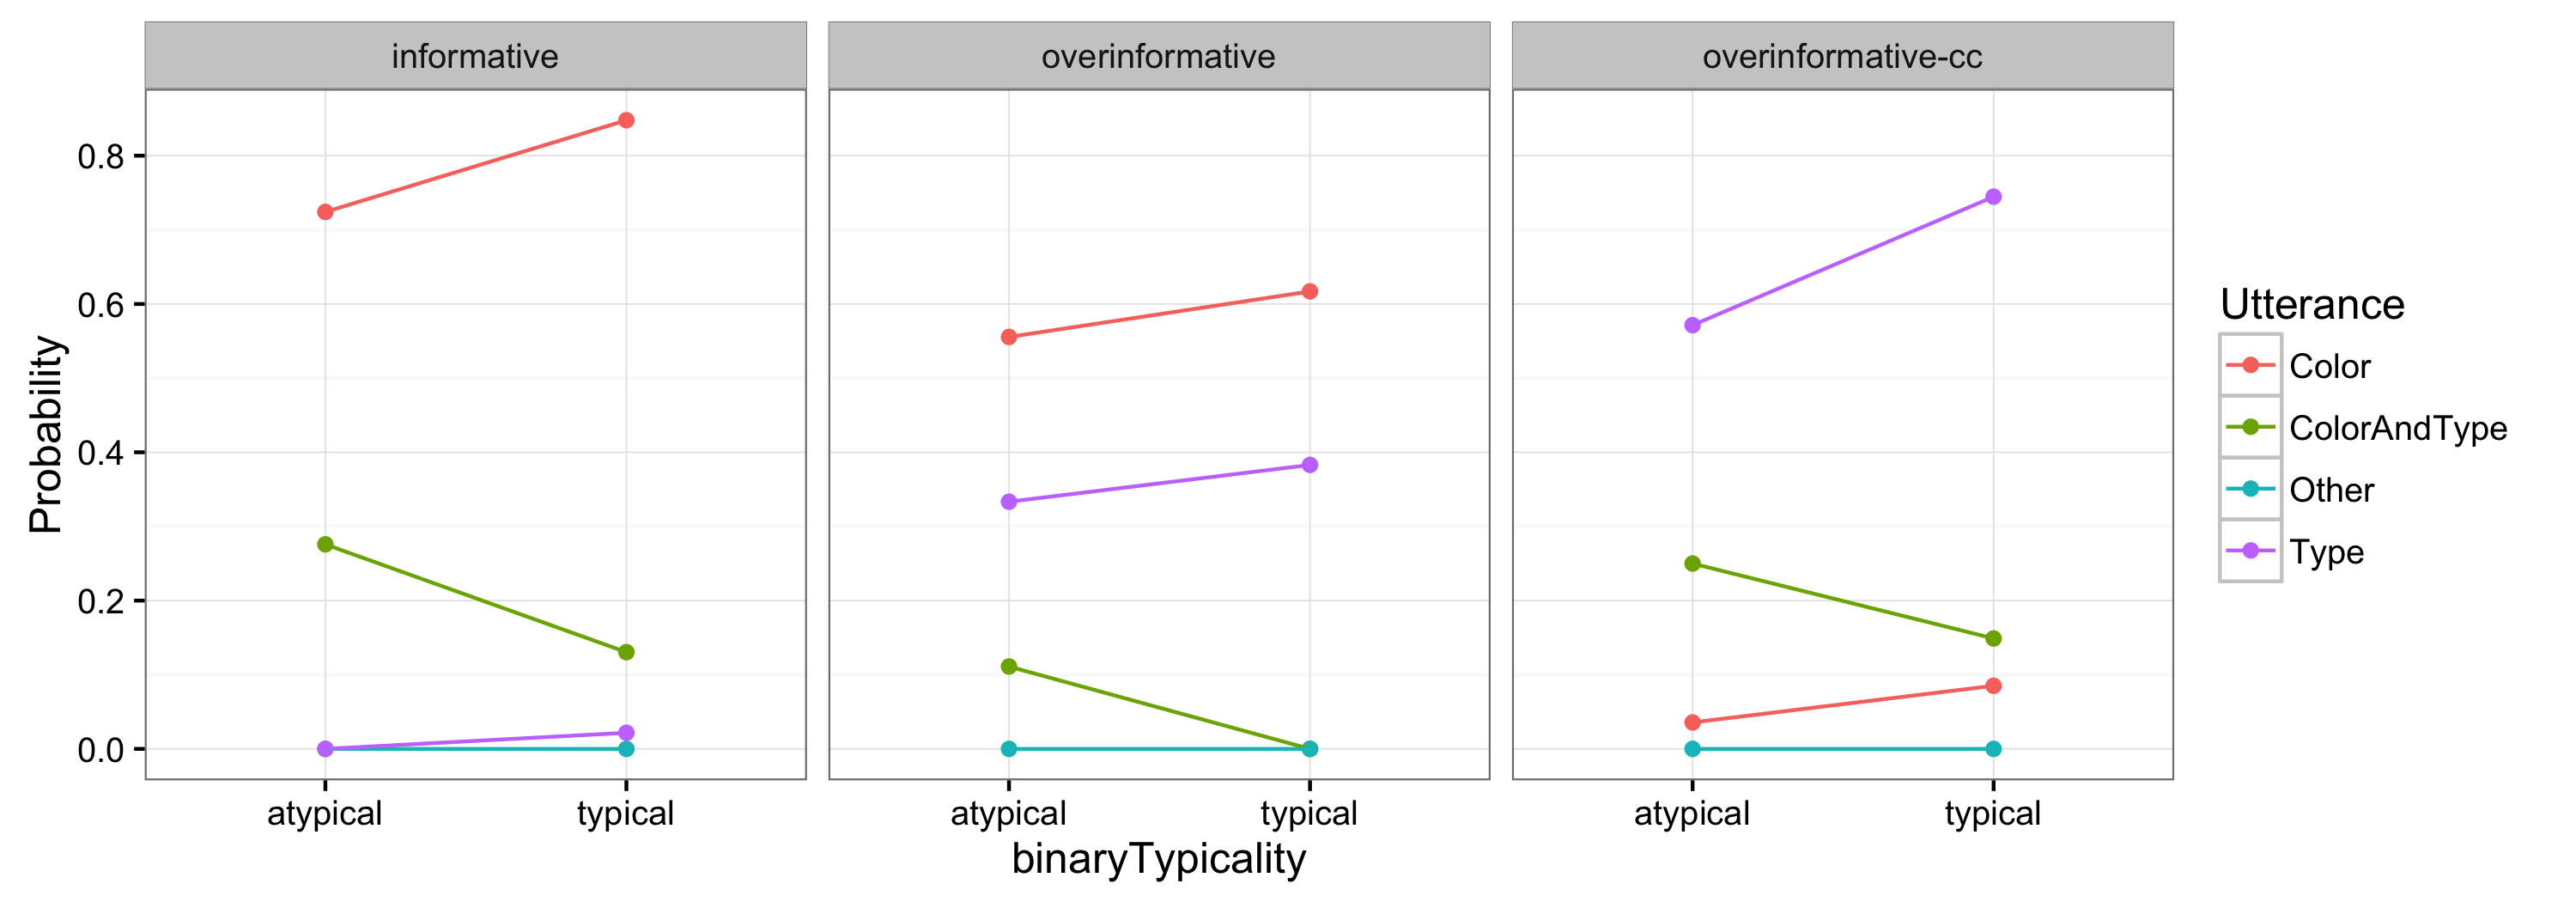 informative overinformative overinformative-cc
0.8
0.6
0.4
0.2
0.0
Probability
atypical typical atypical typical atypical typical
binaryTypicality
Utterance
Color
ColorAndType
Other
Type